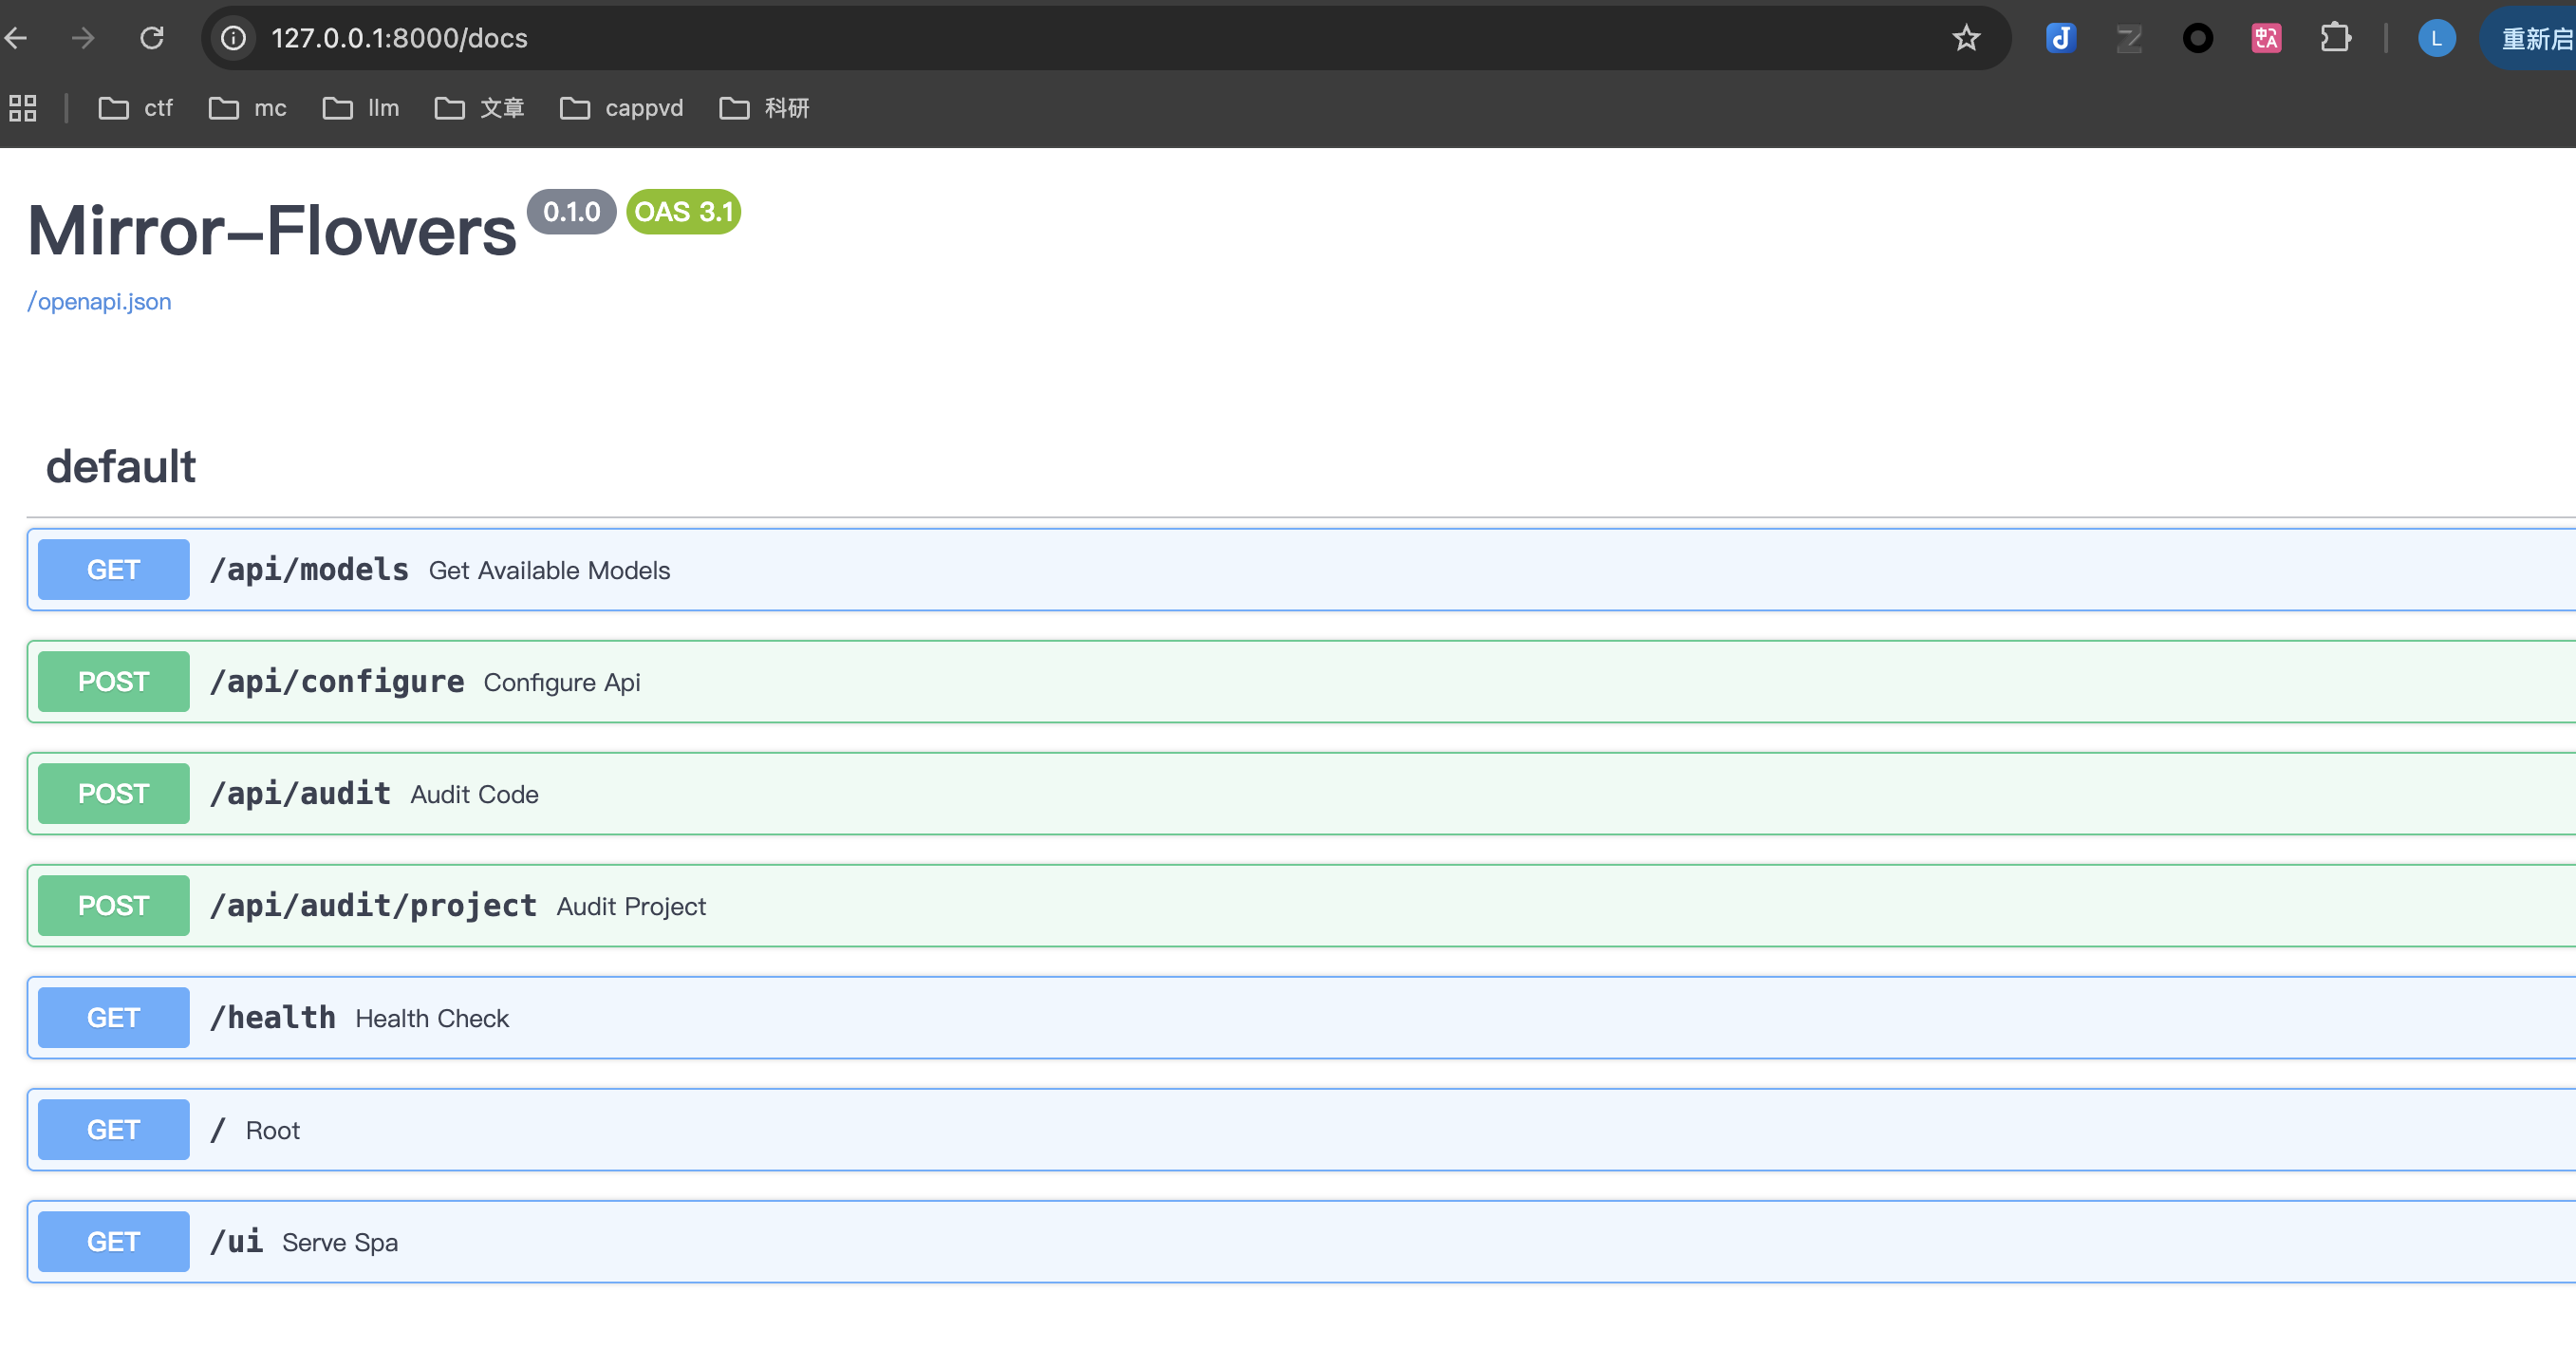 127.0.0.1:8000/docs
L
重新启
ctf mc llm 文章 cappvd 科研
Mirror-Flowers 0.1.0 OAS 3.1
/openapi.json
default
GET /api/models Get Available Models
POST /api/configure Configure Api
POST /api/audit Audit Code
POST /api/audit/project Audit Project
GET /health Health Check
GET / Root
GET /ui Serve Spa